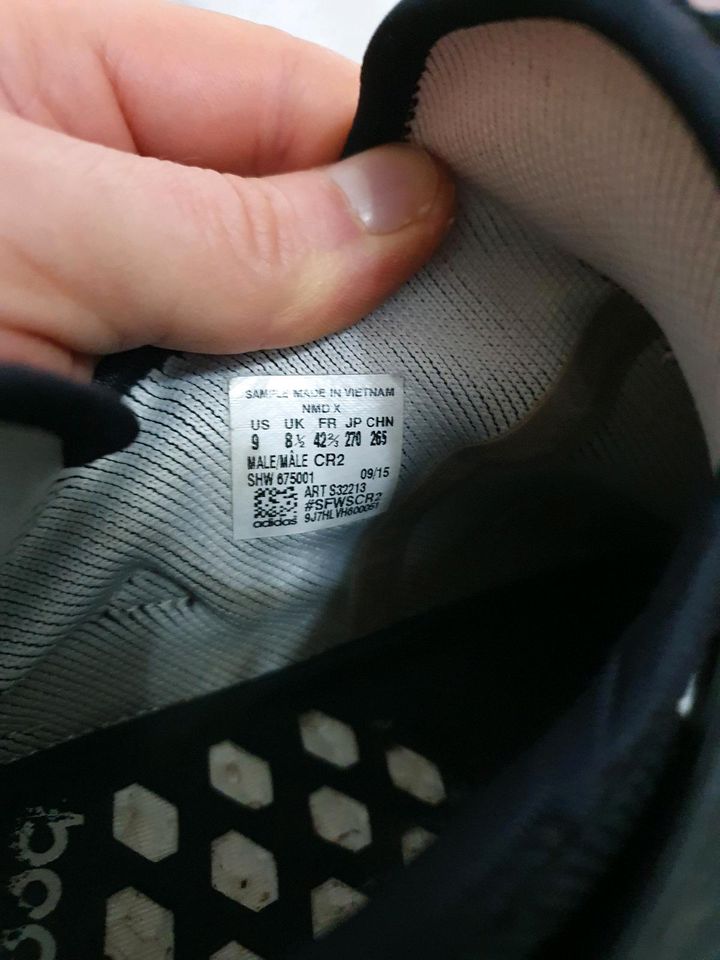 SAMPLE MADE IN VIETNAM
NMD X
US UK FR JP CHN
9 8½ 42⅔ 270 265
MALE/MÂLE CR2
SHW 675001 09/15
ART S32213
#SFWSCR2
adidas 9J7HLVH600051